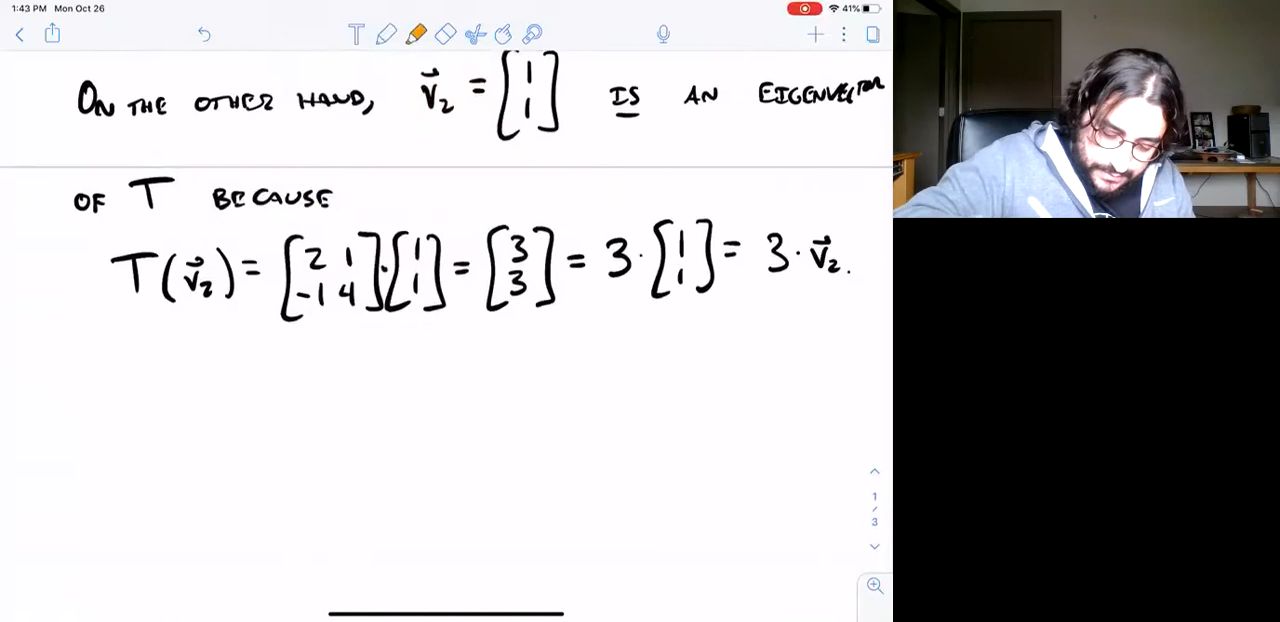 1:43 PM Mon Oct 26
41%
T
ON THE OTHER HAND, v⃗₂ = [1 1] IS AN EIGENVECTOR
OF T BECAUSE
T(v⃗₂) = [2 1 -1 4]·[1 1] = [3 3] = 3·[1 1] = 3·v⃗₂.
1
/
3